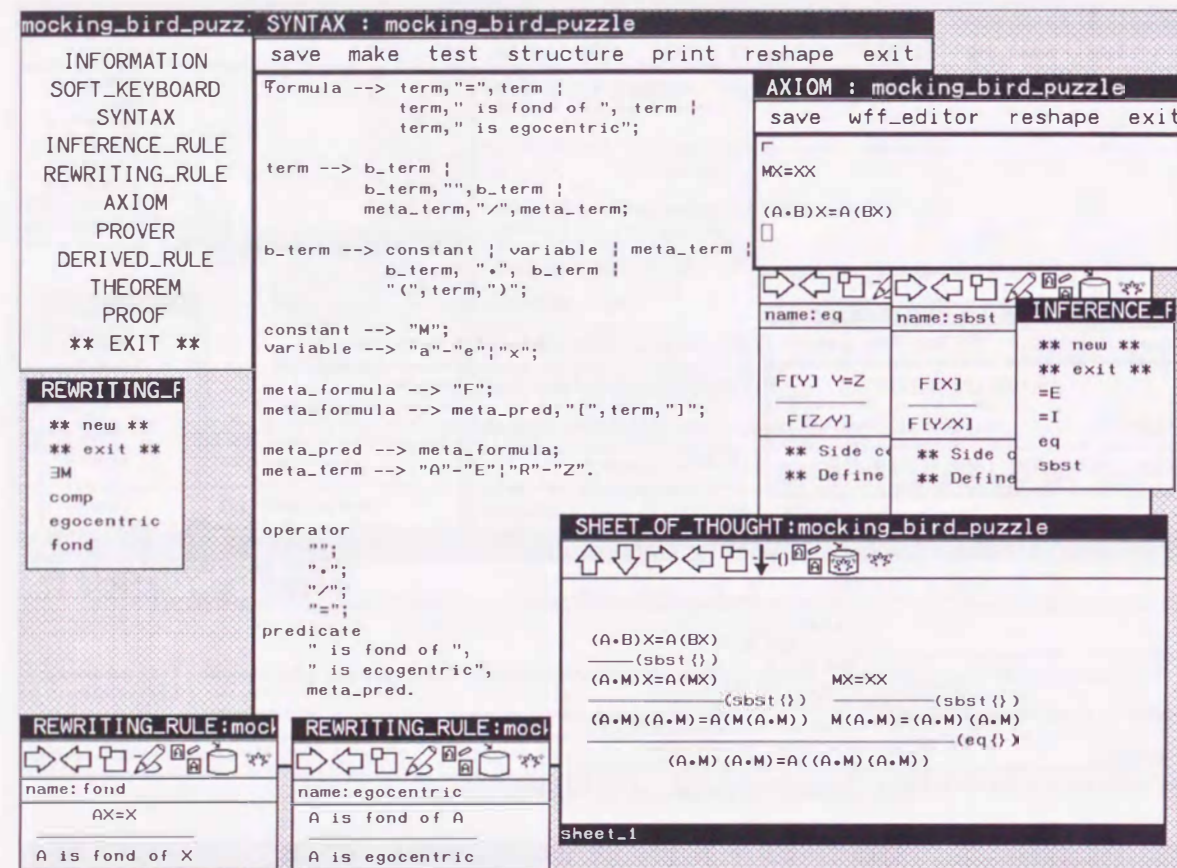 mocking_bird_puzz
INFORMATION
SOFT_KEYBOARD
SYNTAX
INFERENCE_RULE
REWRITING_RULE
AXIOM
PROVER
DERIVED_RULE
THEOREM
PROOF
** EXIT **
SYNTAX : mocking_bird_puzzle
save make test structure print reshape exit
formula --> term,"=",term ¦
term," is fond of ", term ¦
term," is egocentric";
term --> b_term ¦
b_term,"",b_term ¦
meta_term,"/",meta_term;
b_term --> constant ¦ variable ¦ meta_term ¦
b_term, "•", b_term ¦
"(",term,")";
constant --> "M";
variable --> "a"-"e"¦"x";
meta_formula --> "F";
meta_formula --> meta_pred,"[",term,"]";
meta_pred --> meta_formula;
meta_term --> "A"-"E"¦"R"-"Z".
operator
"";
"•";
"/";
"=";
predicate
" is fond of ",
" is ecogentric",
meta_pred.
AXIOM : mocking_bird_puzzle
save wff_editor reshape exit
MX=XX
(A•B)X=A(BX)
name:eq
F[Y] Y=Z
F[Z/Y]
** Side c
** Define
name:sbst
F[X]
F[Y/X]
** Side c
** Define
INFERENCE_F
** new **
** exit **
=E
=I
eq
sbst
REWRITING_F
** new **
** exit **
∃M
comp
egocentric
fond
SHEET_OF_THOUGHT:mocking_bird_puzzle
(A•B)X=A(BX)
(sbst{})
(A•M)X=A(MX) MX=XX
(sbst{}) (sbst{})
(A•M)(A•M)=A(M(A•M)) M(A•M)=(A•M)(A•M)
(eq{})
(A•M)(A•M)=A((A•M)(A•M))
sheet_1
REWRITING_RULE:moc
name:fond
AX=X
A is fond of X
REWRITING_RULE:moc
name:egocentric
A is fond of A
A is egocentric